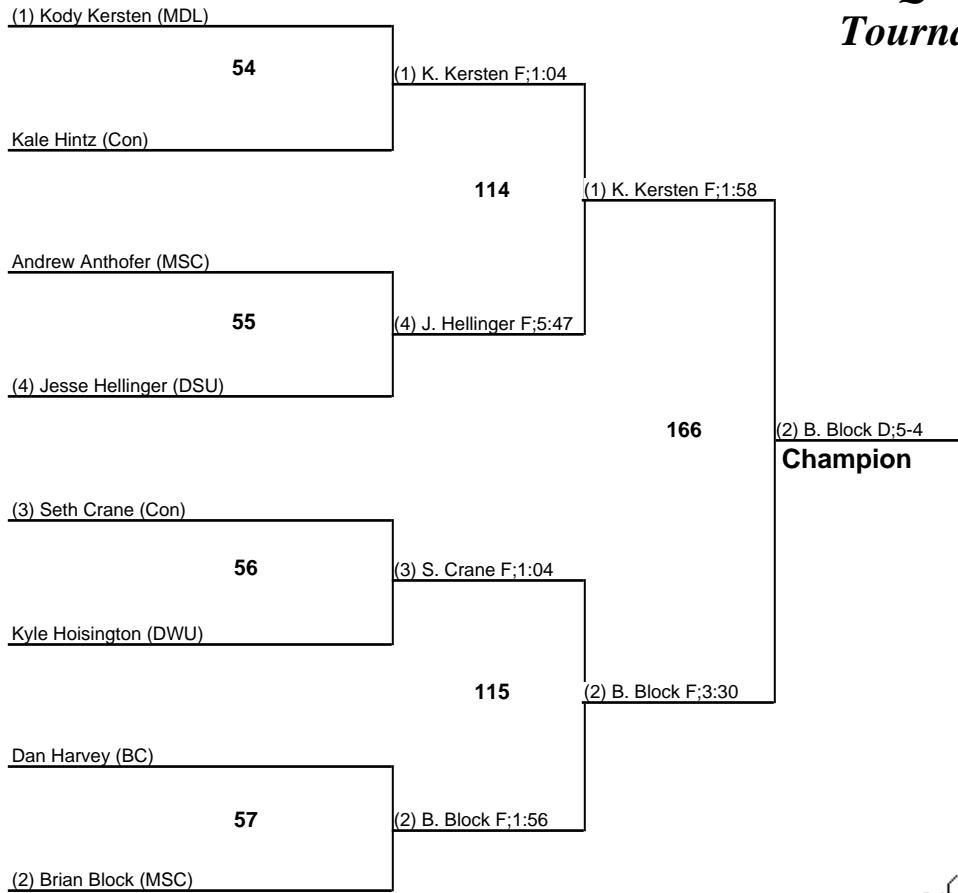 (1) Kody Kersten (MDL)
Tourna
54
(1) K. Kersten F;1:04
Kale Hintz (Con)
114
(1) K. Kersten F;1:58
Andrew Anthofer (MSC)
55
(4) J. Hellinger F;5:47
(4) Jesse Hellinger (DSU)
166
(2) B. Block D;5-4
Champion
(3) Seth Crane (Con)
56
(3) S. Crane F;1:04
Kyle Hoisington (DWU)
115
(2) B. Block F;3:30
Dan Harvey (BC)
57
(2) B. Block F;1:56
(2) Brian Block (MSC)